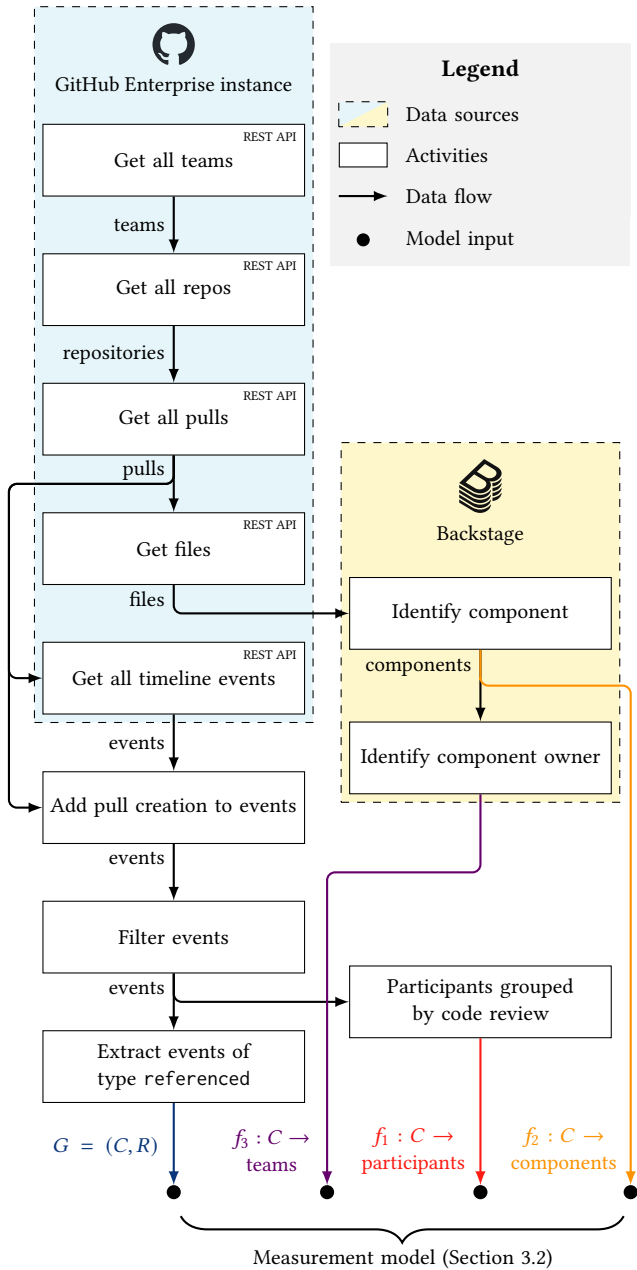 GitHub Enterprise instance
REST API
Get all teams
teams
REST API
Get all repos
repositories
REST API
Get all pulls
pulls
REST API
Get files
files
REST API
Get all timeline events
events
Add pull creation to events
events
Filter events
events
Extract events of
type referenced
G = (C, R)
Legend
Data sources
Activities
Data flow
Model input
Backstage
Identify component
components
Identify component owner
Participants grouped
by code review
f₃ : C →
teams
f₁ : C →
participants
f₂ : C →
components
Measurement model (Section 3.2)